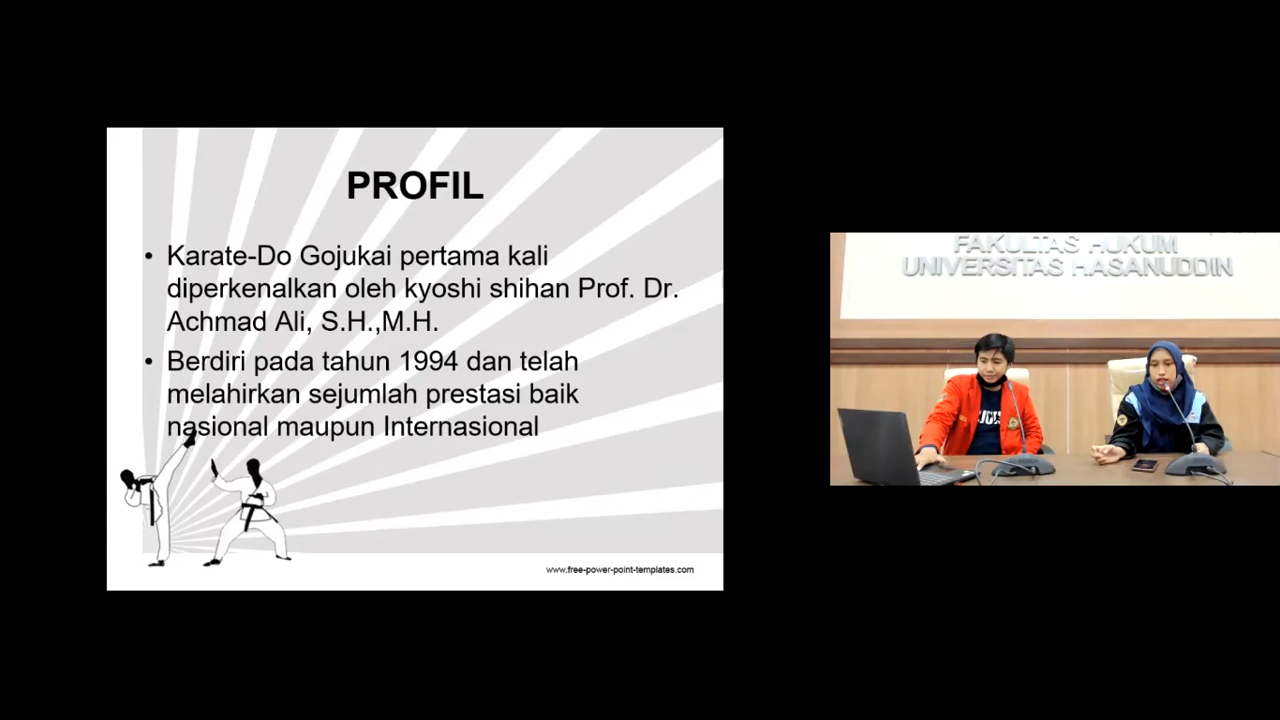 PROFIL
• Karate-Do Gojukai pertama kali
diperkenalkan oleh kyoshi shihan Prof. Dr.
Achmad Ali, S.H.,M.H.
• Berdiri pada tahun 1994 dan telah
melahirkan sejumlah prestasi baik
nasional maupun Internasional
www.free-power-point-templates.com
FAKULTAS HUKUM
UNIVERSITAS HASANUDDIN